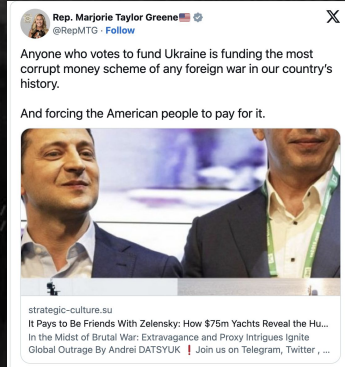 Rep. Marjorie Taylor Greene🇺🇸
@RepMTG · Follow
Anyone who votes to fund Ukraine is funding the most
corrupt money scheme of any foreign war in our country's
history.
And forcing the American people to pay for it.
strategic-culture.su
It Pays to Be Friends With Zelensky: How $75m Yachts Reveal the Hu...
In the Midst of Brutal War: Extravagance and Proxy Intrigues Ignite
Global Outrage By Andrei DATSYUK ❗ Join us on Telegram, Twitter , ...